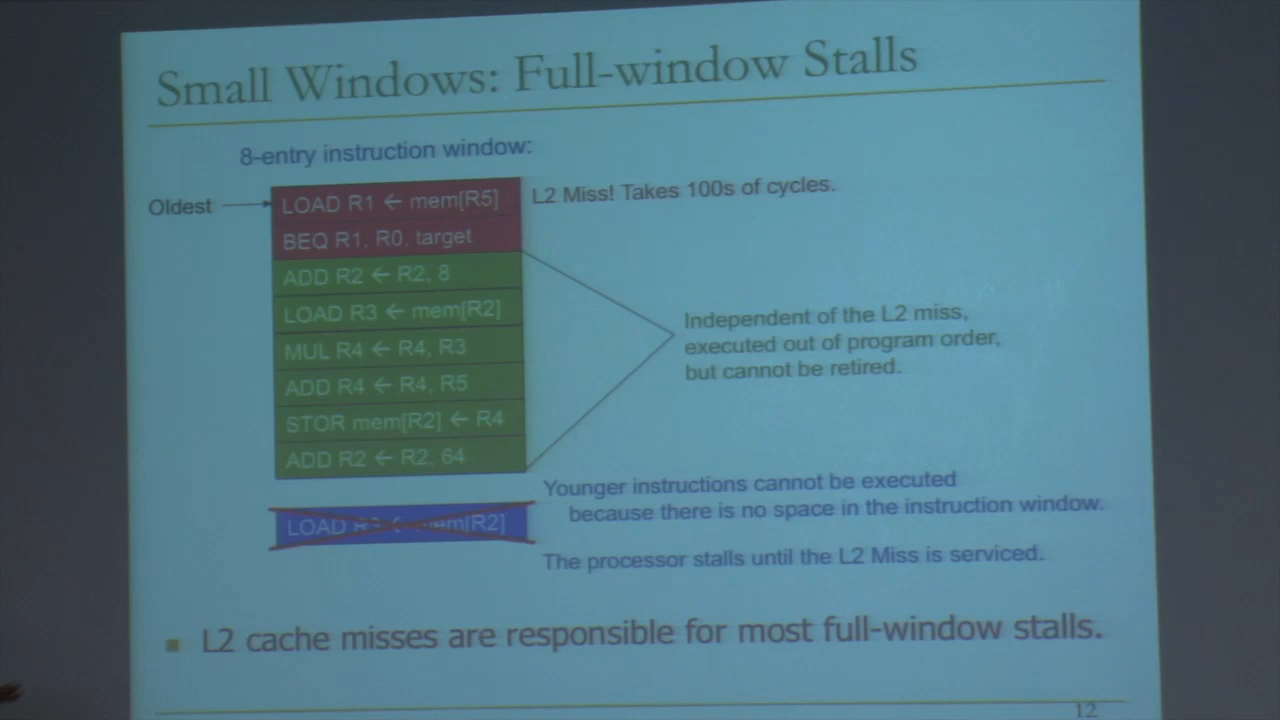 Small Windows: Full-window Stalls
8-entry instruction window:
Oldest
LOAD R1 ← mem[R5]
L2 Miss! Takes 100s of cycles.
BEQ R1, R0, target
ADD R2 ← R2, 8
LOAD R3 ← mem[R2]
MUL R4 ← R4, R3
ADD R4 ← R4, R5
STOR mem[R2] ← R4
ADD R2 ← R2, 64
Independent of the L2 miss,
executed out of program order,
but cannot be retired.
LOAD R3 ← mem[R2]
Younger instructions cannot be executed
because there is no space in the instruction window.
The processor stalls until the L2 Miss is serviced.
L2 cache misses are responsible for most full-window stalls.
12